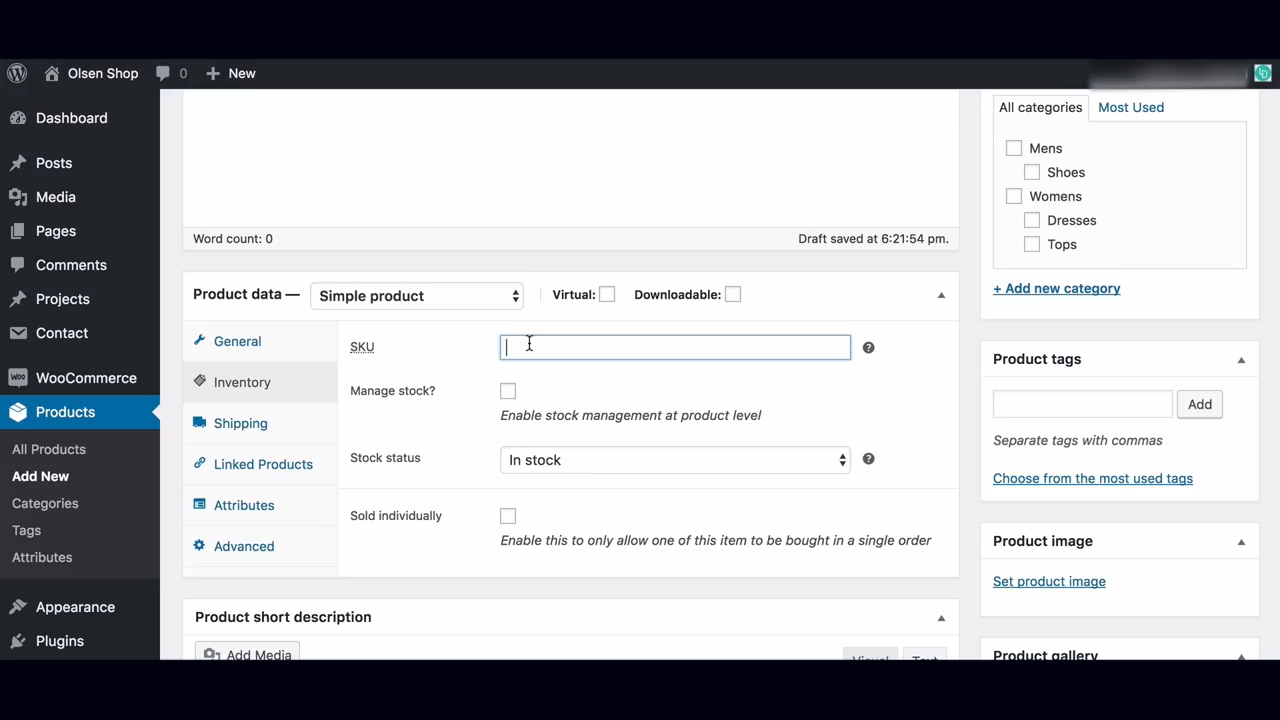 Olsen Shop
0
New
Dashboard
Posts
Media
Pages
Comments
Projects
Contact
WooCommerce
Products
All Products
Add New
Categories
Tags
Attributes
Appearance
Plugins
Word count: 0
Draft saved at 6:21:54 pm.
Product data —
Simple product
Virtual:
Downloadable:
General
Inventory
Shipping
Linked Products
Attributes
Advanced
SKU
Manage stock?
Enable stock management at product level
Stock status
In stock
Sold individually
Enable this to only allow one of this item to be bought in a single order
Product short description
Add Media
Visual
Text
All categories
Most Used
Mens
Shoes
Womens
Dresses
Tops
+ Add new category
Product tags
Add
Separate tags with commas
Choose from the most used tags
Product image
Set product image
Product gallery